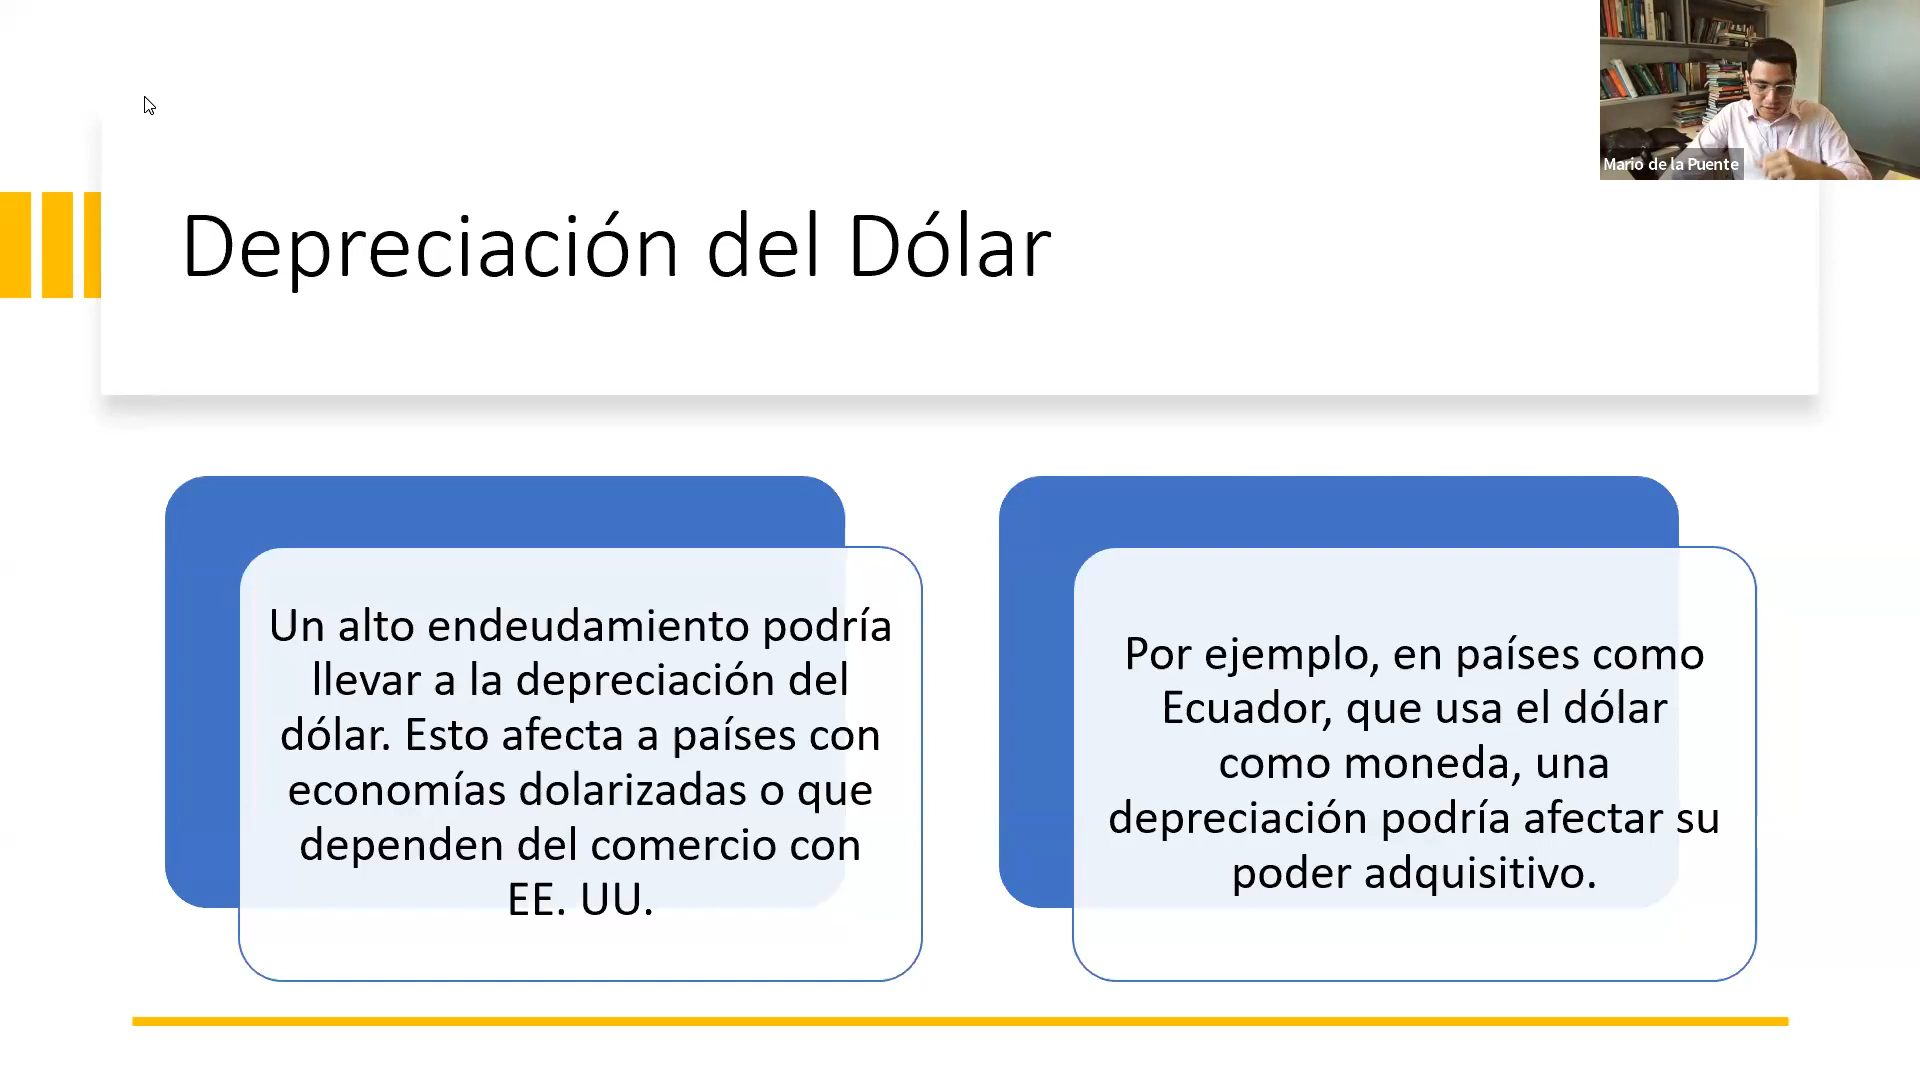 Mario de la Puente
Depreciación del Dólar
Un alto endeudamiento podría
llevar a la depreciación del
dólar. Esto afecta a países con
economías dolarizadas o que
dependen del comercio con
EE. UU.
Por ejemplo, en países como
Ecuador, que usa el dólar
como moneda, una
depreciación podría afectar su
poder adquisitivo.